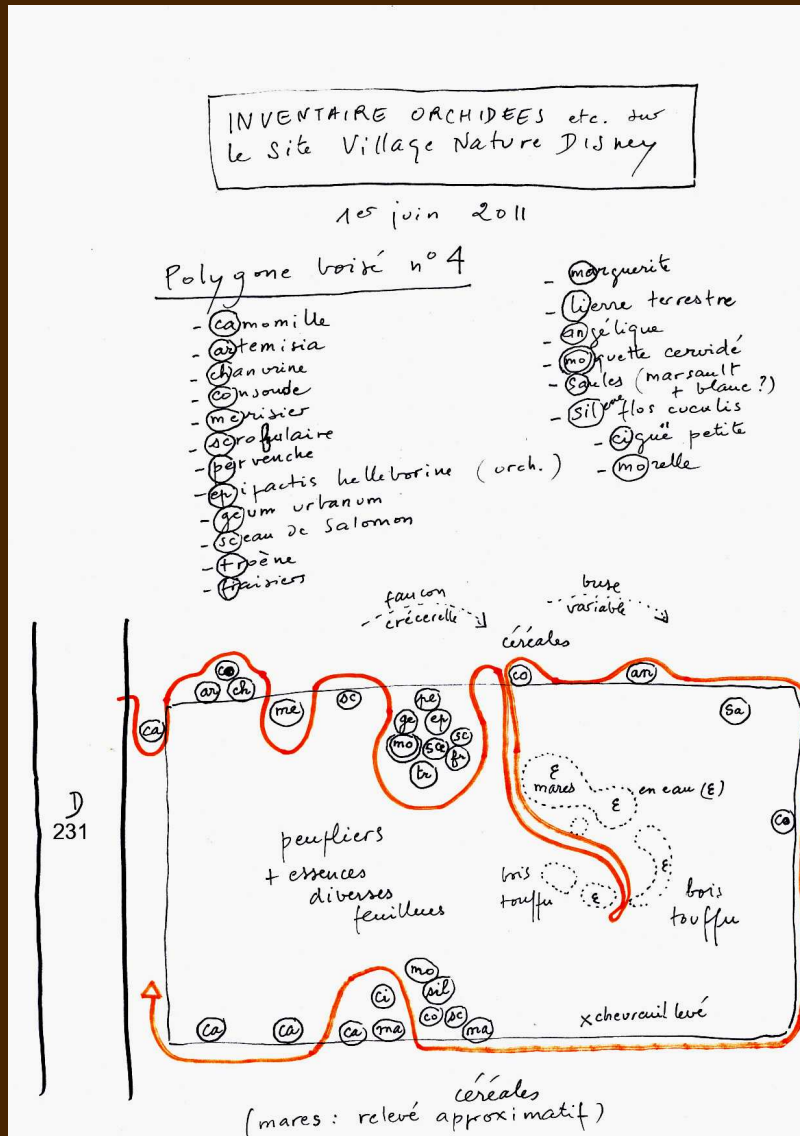 INVENTAIRE ORCHIDEES etc. sur
le Site Village Nature Disney
1er juin 2011
Polygone boisé n° 4
- camomille
- artemisia
- chanvrine
- consoude
- merisier
- scrofulaire
- pervenche
- epipactis helleborine (orch.)
- geum urbanum
- sceau de Salomon
- troène
- fraisiers
- marguerite
- lierre terrestre
- angélique
- moquette cervidé
- saules (marsault
+ blanc ?)
- silène flos cuculis
- ciguë petite
- morelle
faucon
crécerelle
buse
variable
céréales
co
ar ch
ca
me
sc
pe
ge ep
mo sce sc
fr
tr
co
an
sa
co
D
231
E
mares
E
en eau (E)
E
E
peupliers
+ essences
diverses
feuillues
bois
touffu
bois
touffu
mo
sil
ci
co sc
ca
ca
ca
ma
ma
x chevreuil levé
céréales
(mares : relevé approximatif)